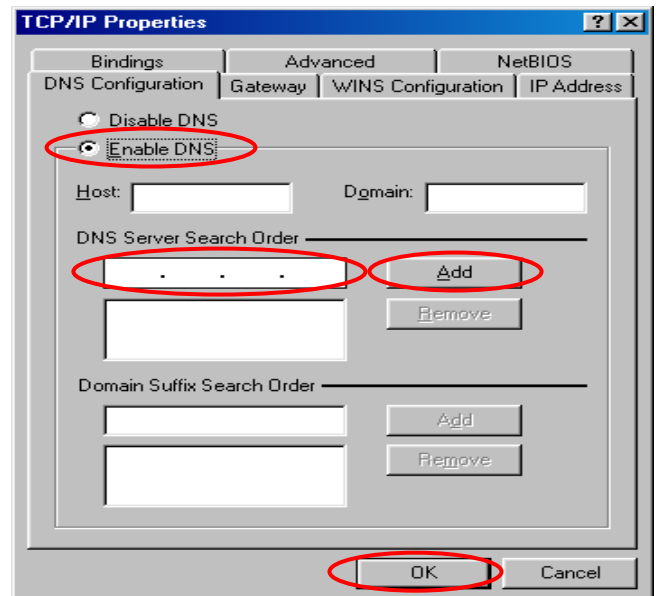 TCP/IP Properties ? ×
Bindings Advanced NetBIOS
DNS Configuration Gateway WINS Configuration IP Address
Disable DNS
Enable DNS
Host: Domain:
DNS Server Search Order
. . . Add
Remove
Domain Suffix Search Order
Add
Remove
OK Cancel